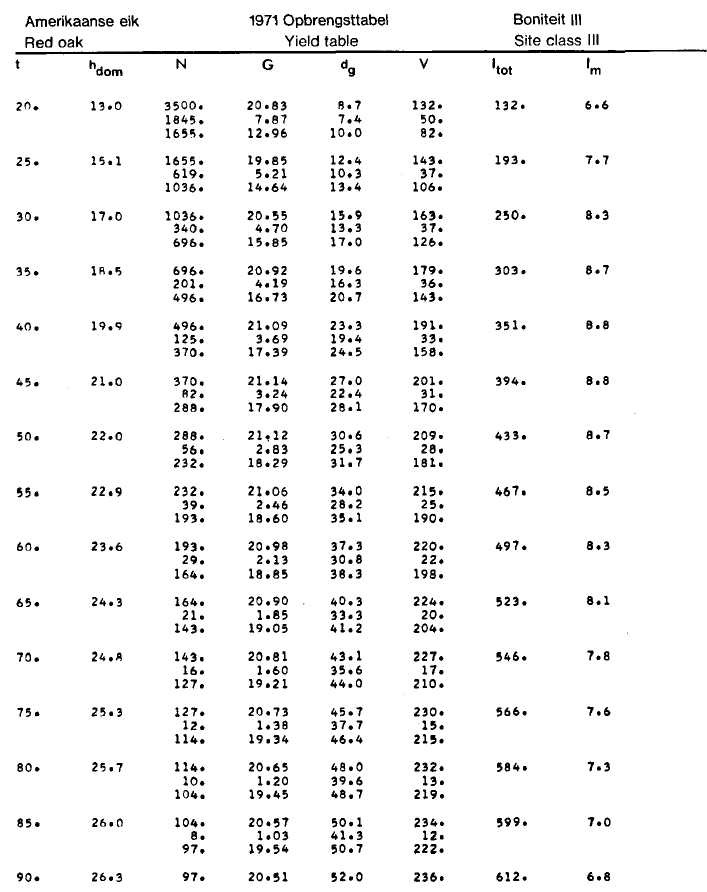 Amerikaanse eik 1971 Opbrengsttabel Boniteit III
Red oak Yield table Site class III
t hdom N G dg V Itot Im
20. 13.0 3500. 20.83 8.7 132. 132. 6.6
1845. 7.87 7.4 50.
1655. 12.96 10.0 82.
25. 15.1 1655. 19.85 12.4 143. 193. 7.7
619. 5.21 10.3 37.
1036. 14.64 13.4 106.
30. 17.0 1036. 20.55 15.9 163. 250. 8.3
340. 4.70 13.3 37.
696. 15.85 17.0 126.
35. 18.5 696. 20.92 19.6 179. 303. 8.7
201. 4.19 16.3 36.
496. 16.73 20.7 143.
40. 19.9 496. 21.09 23.3 191. 351. 8.8
125. 3.69 19.4 33.
370. 17.39 24.5 158.
45. 21.0 370. 21.14 27.0 201. 394. 8.8
82. 3.24 22.4 31.
288. 17.90 28.1 170.
50. 22.0 288. 21.12 30.6 209. 433. 8.7
56. 2.83 25.3 28.
232. 18.29 31.7 181.
55. 22.9 232. 21.06 34.0 215. 467. 8.5
39. 2.46 28.2 25.
193. 18.60 35.1 190.
60. 23.6 193. 20.98 37.3 220. 497. 8.3
29. 2.13 30.8 22.
164. 18.85 38.3 198.
65. 24.3 164. 20.90 40.3 224. 523. 8.1
21. 1.85 33.3 20.
143. 19.05 41.2 204.
70. 24.8 143. 20.81 43.1 227. 546. 7.8
16. 1.60 35.6 17.
127. 19.21 44.0 210.
75. 25.3 127. 20.73 45.7 230. 566. 7.6
12. 1.38 37.7 15.
114. 19.34 46.4 215.
80. 25.7 114. 20.65 48.0 232. 584. 7.3
10. 1.20 39.6 13.
104. 19.45 48.7 219.
85. 26.0 104. 20.57 50.1 234. 599. 7.0
8. 1.03 41.3 12.
97. 19.54 50.7 222.
90. 26.3 97. 20.51 52.0 236. 612. 6.8